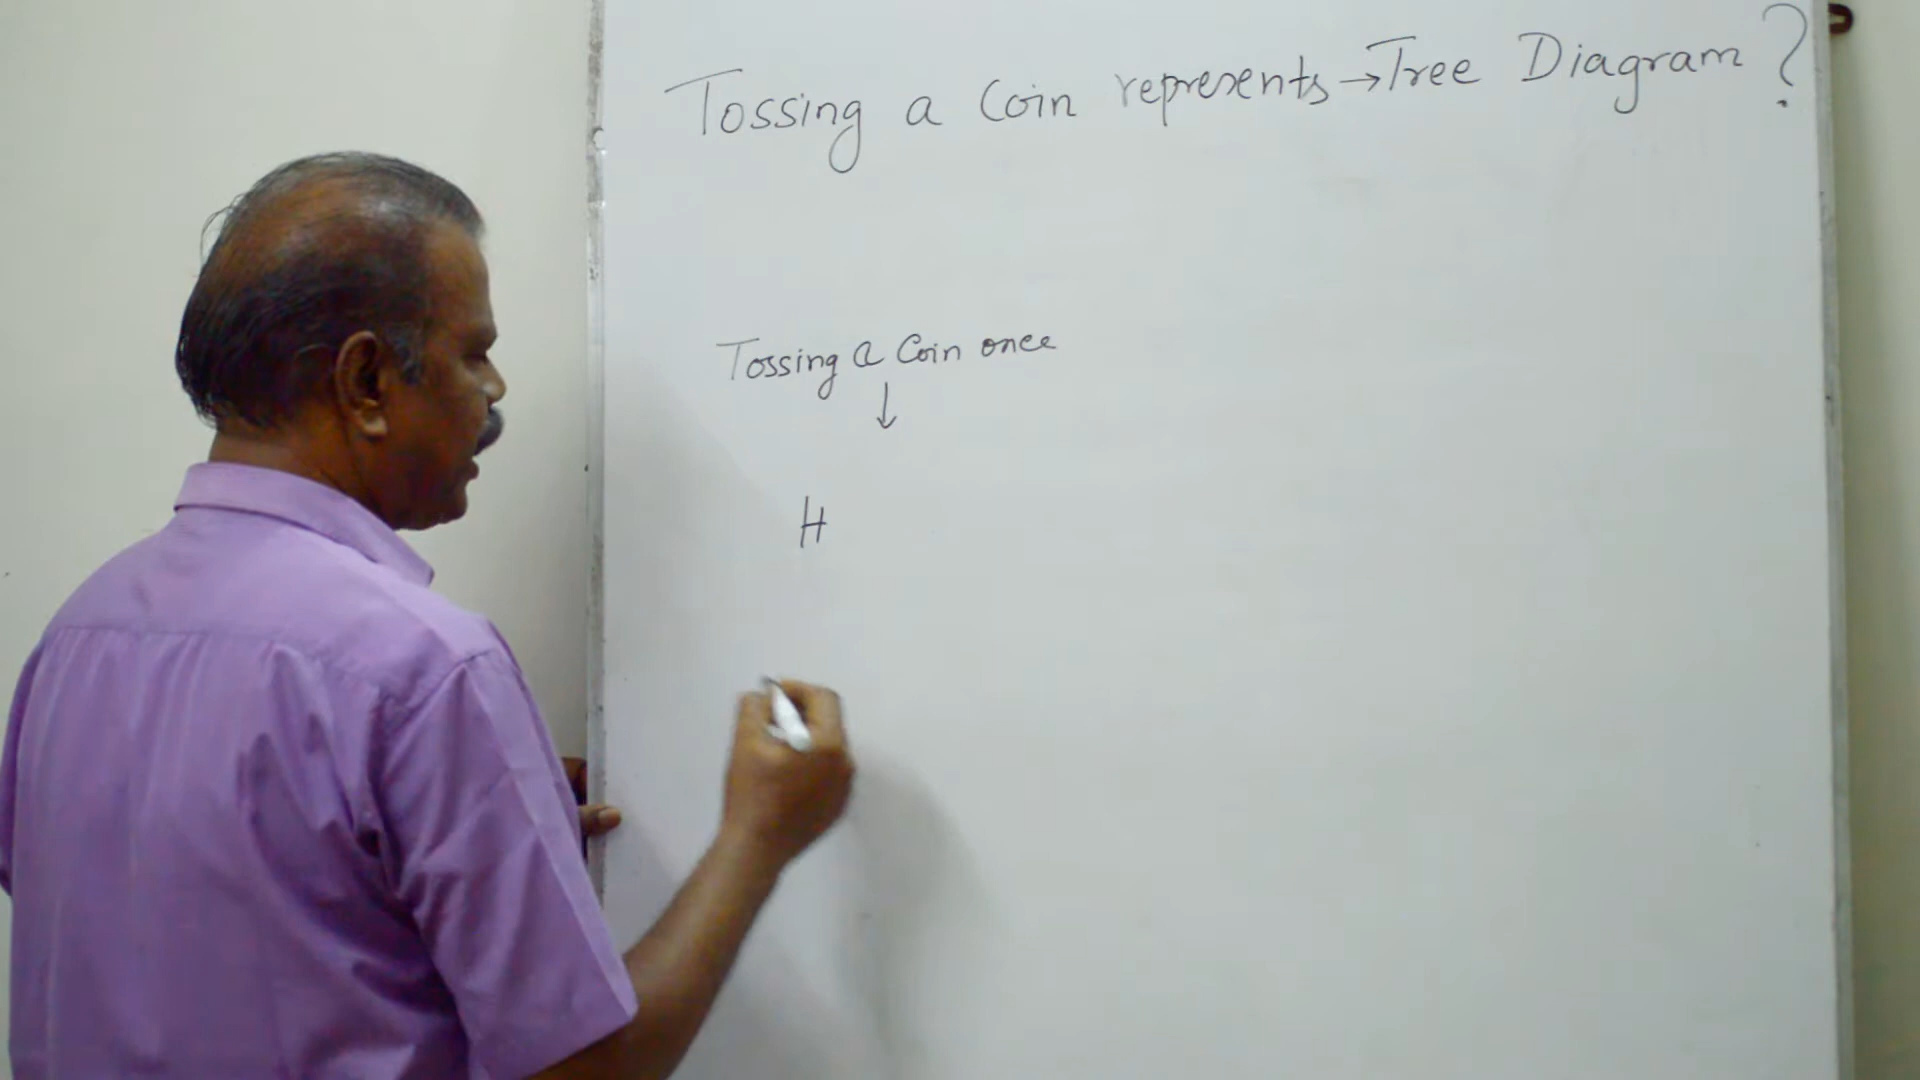 Tossing a Coin represents → Tree Diagram ?
Tossing a Coin once
↓
H